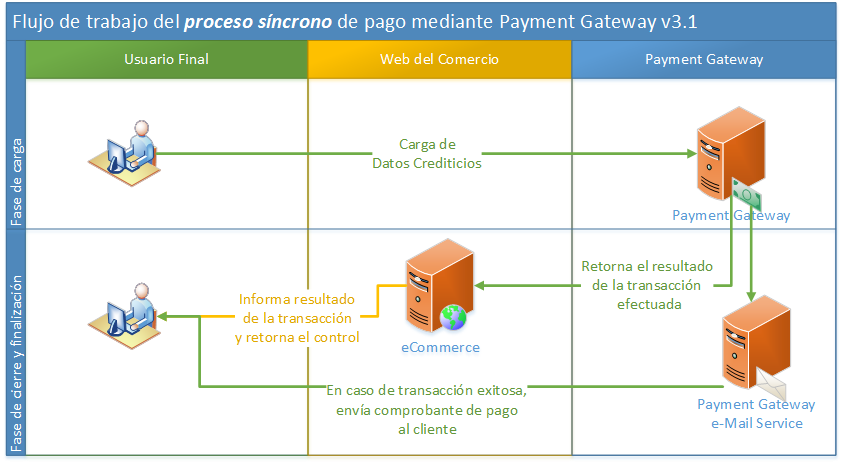 Flujo de trabajo del proceso síncrono de pago mediante Payment Gateway v3.1
Usuario Final
Web del Comercio
Payment Gateway
Fase de carga
Carga de
Datos Crediticios
Payment Gateway
Fase de cierre y finalización
Informa resultado
de la transacción
y retorna el control
eCommerce
Retorna el resultado
de la transacción
efectuada
En caso de transacción exitosa,
envía comprobante de pago
al cliente
Payment Gateway
e-Mail Service